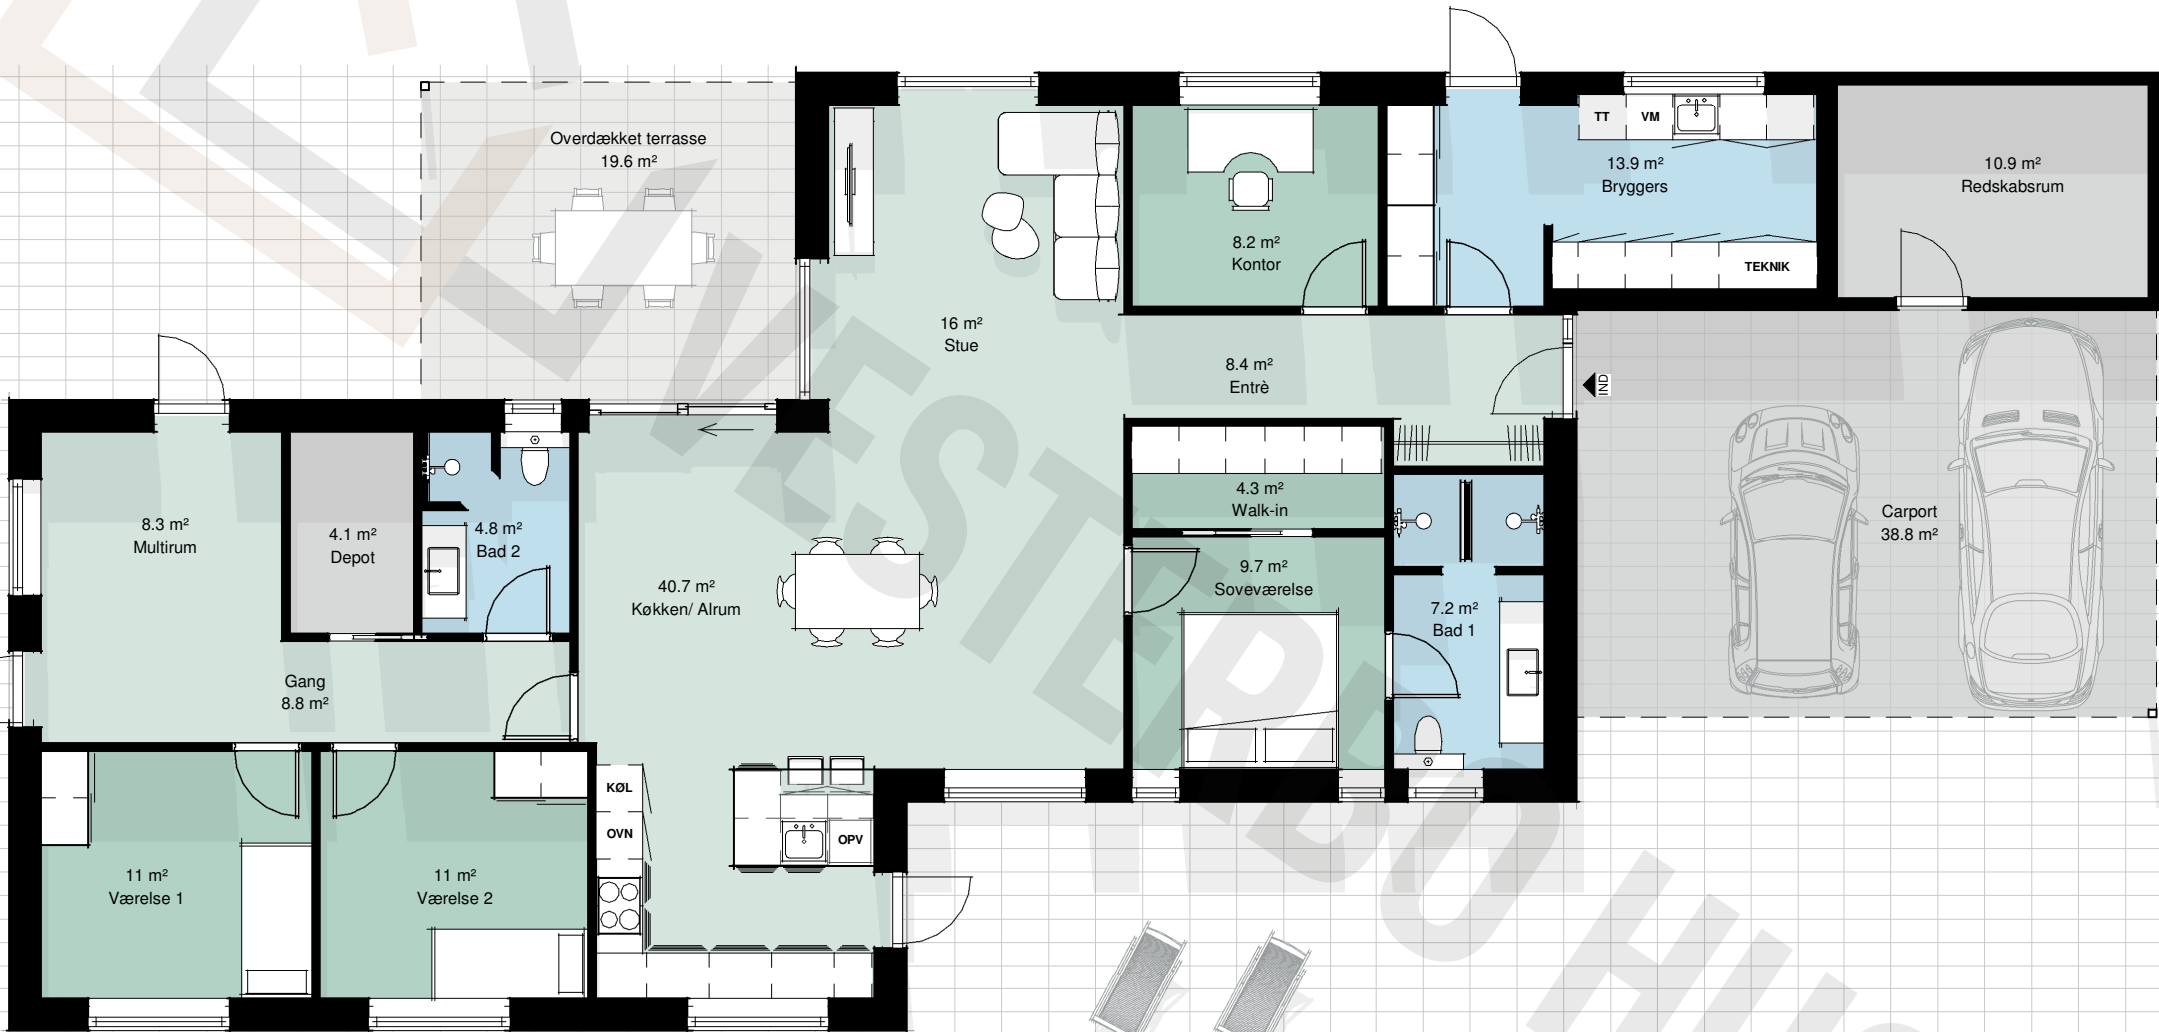 Overdækket terrasse
19.6 m²
TT
VM
13.9 m²
Bryggers
10.9 m²
Redskabsrum
8.2 m²
Kontor
TEKNIK
16 m²
Stue
8.4 m²
Entrè
IND
8.3 m²
Multirum
4.1 m²
Depot
4.8 m²
Bad 2
4.3 m²
Walk-in
Carport
38.8 m²
40.7 m²
Køkken/ Alrum
9.7 m²
Soveværelse
7.2 m²
Bad 1
Gang
8.8 m²
KØL
OVN
OPV
11 m²
Værelse 1
11 m²
Værelse 2
VESTERBO HUS